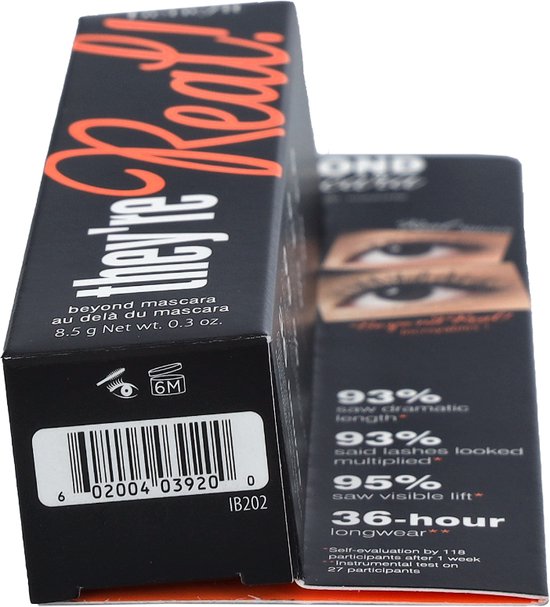 they're Real!
beyond mascara
au delà du mascara
8.5 g Net wt. 0.3 oz.
6M
6 02004 03920 0
IB202
OND
93%
saw dramatic
length*
93%
said lashes looked
multiplied*
95%
saw visible lift*
36-hour
longwear**
*Self-evaluation by 118
participants after 1 week
**Instrumental test on
27 participants